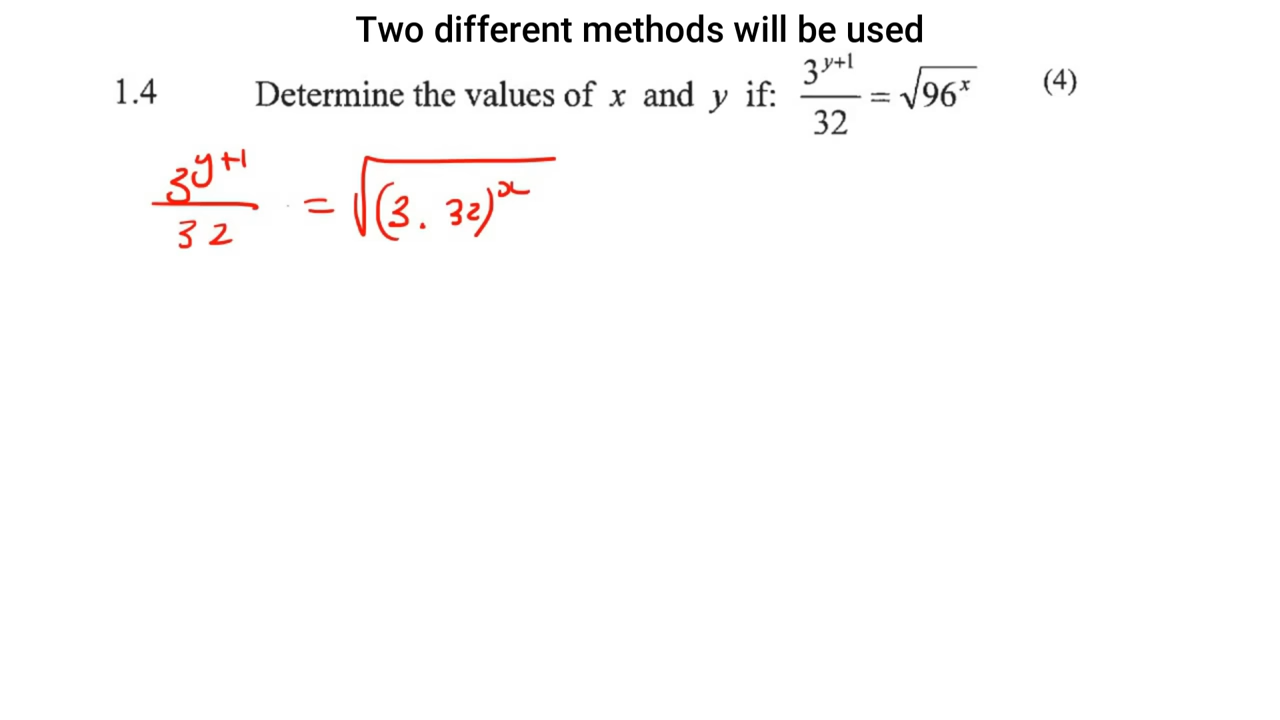 Two different methods will be used
1.4 Determine the values of x and y if: 3^{y+1}/32 = √96^x (4)
3^{y+1}/32 = √(3 . 32)^x